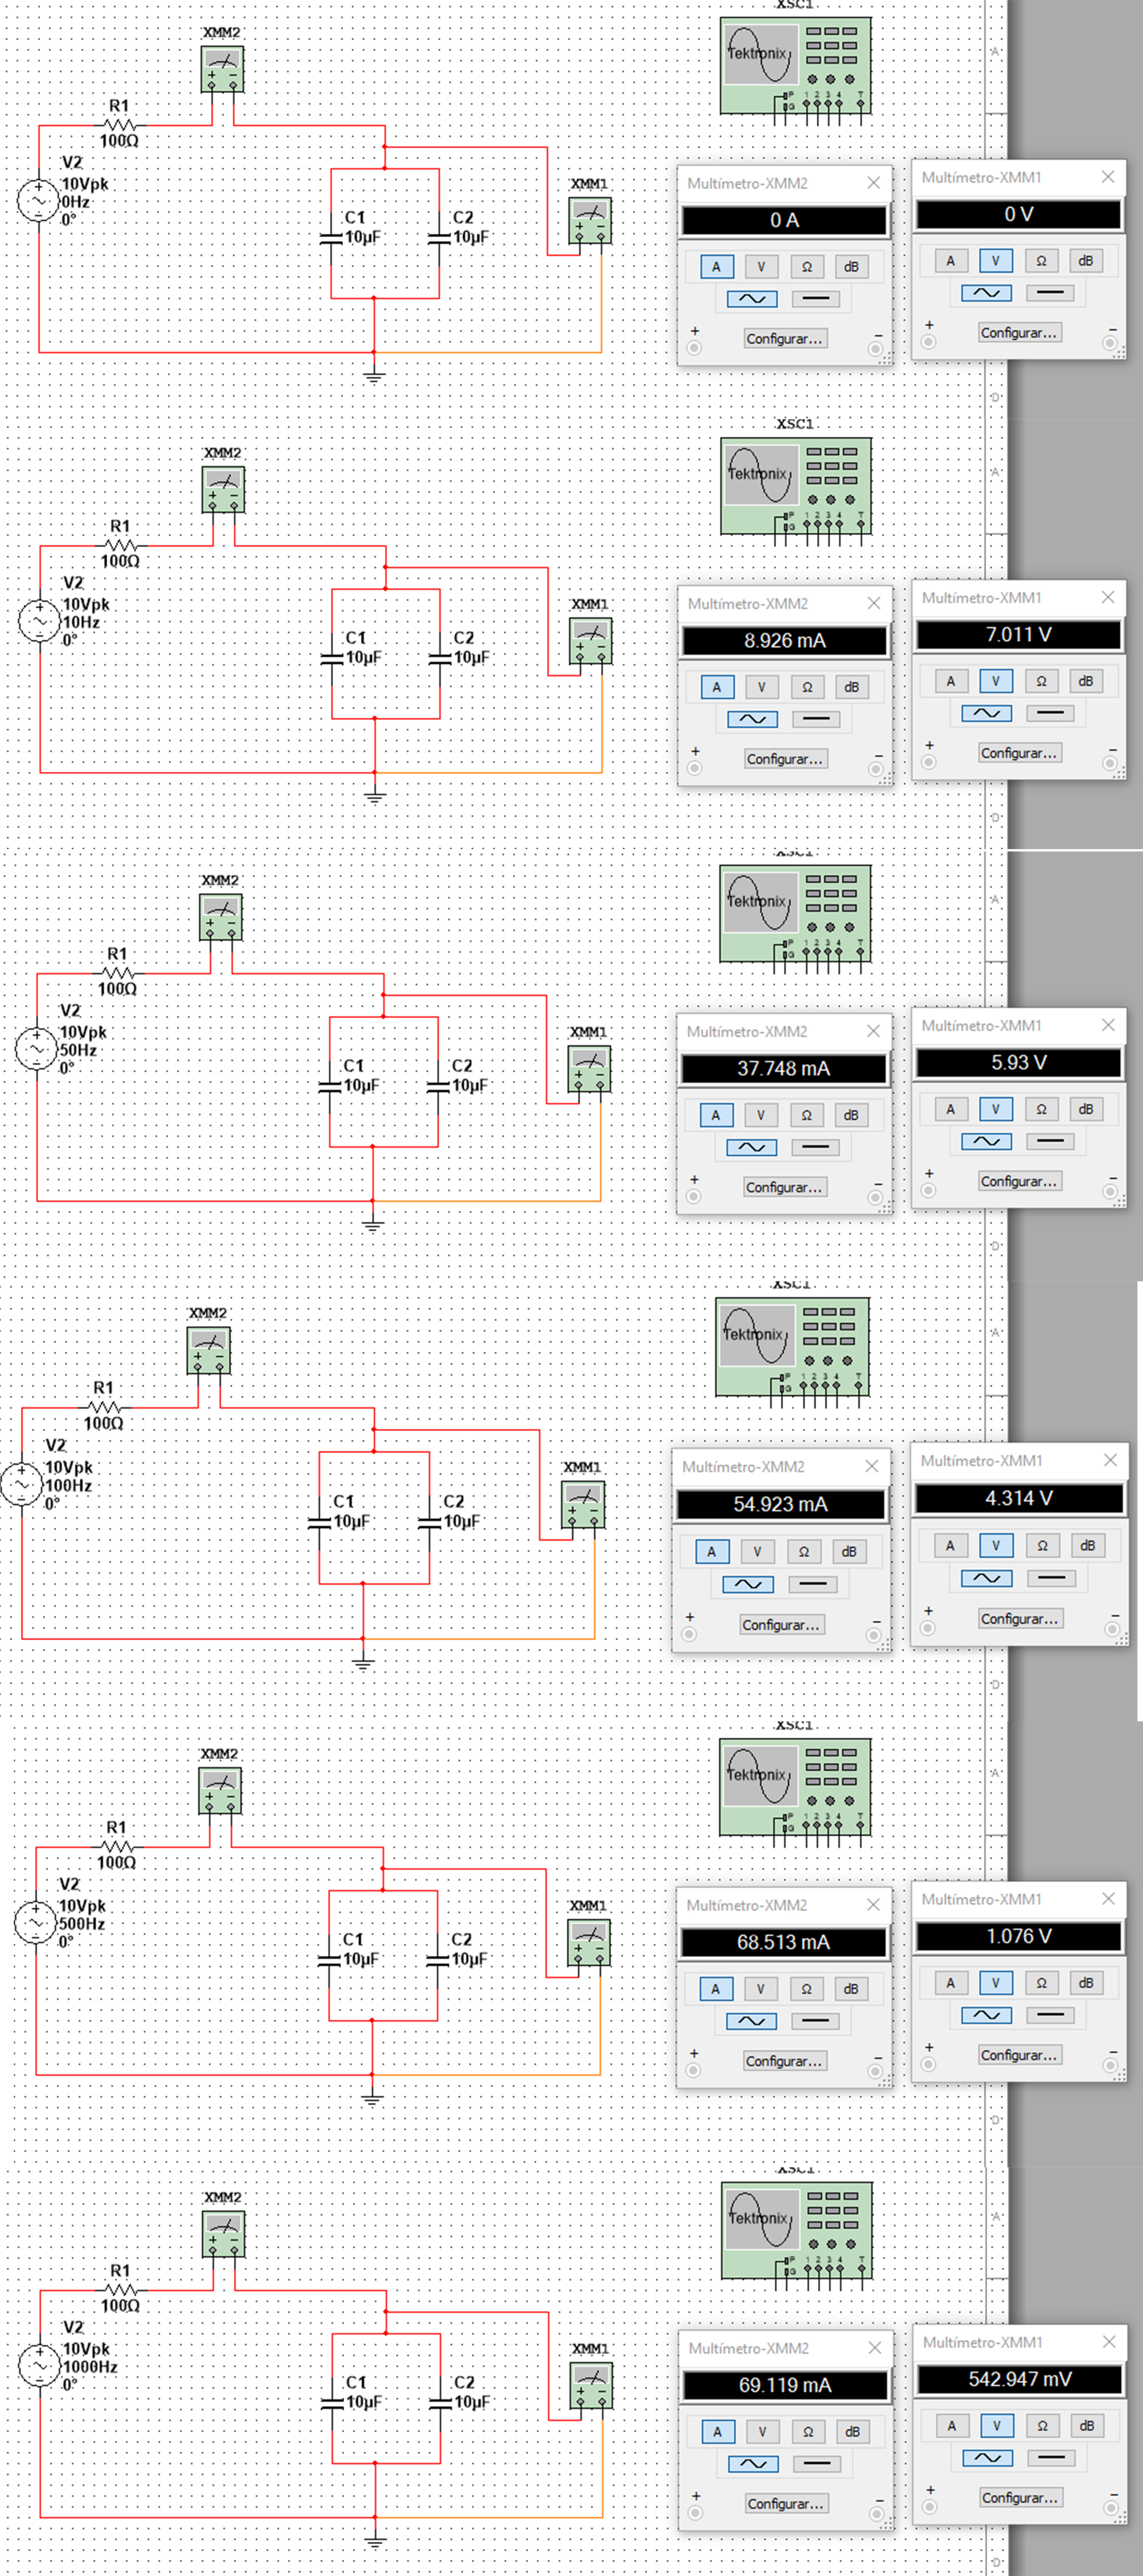 XSC1
XMM2
Tektronix
A
P
G
1 2 3 4 T
R1
100Ω
V2
10Vpk
0Hz
0°
C1
10µF
C2
10µF
XMM1
Multímetro-XMM2
0 A
A V Ω dB
+ −
Configurar...
Multímetro-XMM1
0 V
A V Ω dB
+ −
Configurar...
D
XSC1
XMM2
Tektronix
A
P
G
1 2 3 4 T
R1
100Ω
V2
10Vpk
10Hz
0°
C1
10µF
C2
10µF
XMM1
Multímetro-XMM2
8.926 mA
A V Ω dB
+ −
Configurar...
Multímetro-XMM1
7.011 V
A V Ω dB
+ −
Configurar...
D
XSC1
XMM2
Tektronix
A
P
G
1 2 3 4 T
R1
100Ω
V2
10Vpk
50Hz
0°
C1
10µF
C2
10µF
XMM1
Multímetro-XMM2
37.748 mA
A V Ω dB
+ −
Configurar...
Multímetro-XMM1
5.93 V
A V Ω dB
+ −
Configurar...
D
XSC1
XMM2
Tektronix
A
P
G
1 2 3 4 T
R1
100Ω
V2
10Vpk
100Hz
0°
C1
10µF
C2
10µF
XMM1
Multímetro-XMM2
54.923 mA
A V Ω dB
+ −
Configurar...
Multímetro-XMM1
4.314 V
A V Ω dB
+ −
Configurar...
D
XSC1
XMM2
Tektronix
A
P
G
1 2 3 4 T
R1
100Ω
V2
10Vpk
500Hz
0°
C1
10µF
C2
10µF
XMM1
Multímetro-XMM2
68.513 mA
A V Ω dB
+ −
Configurar...
Multímetro-XMM1
1.076 V
A V Ω dB
+ −
Configurar...
D
XSC1
XMM2
Tektronix
A
P
G
1 2 3 4 T
R1
100Ω
V2
10Vpk
1000Hz
0°
C1
10µF
C2
10µF
XMM1
Multímetro-XMM2
69.119 mA
A V Ω dB
+ −
Configurar...
Multímetro-XMM1
542.947 mV
A V Ω dB
+ −
Configurar...
D